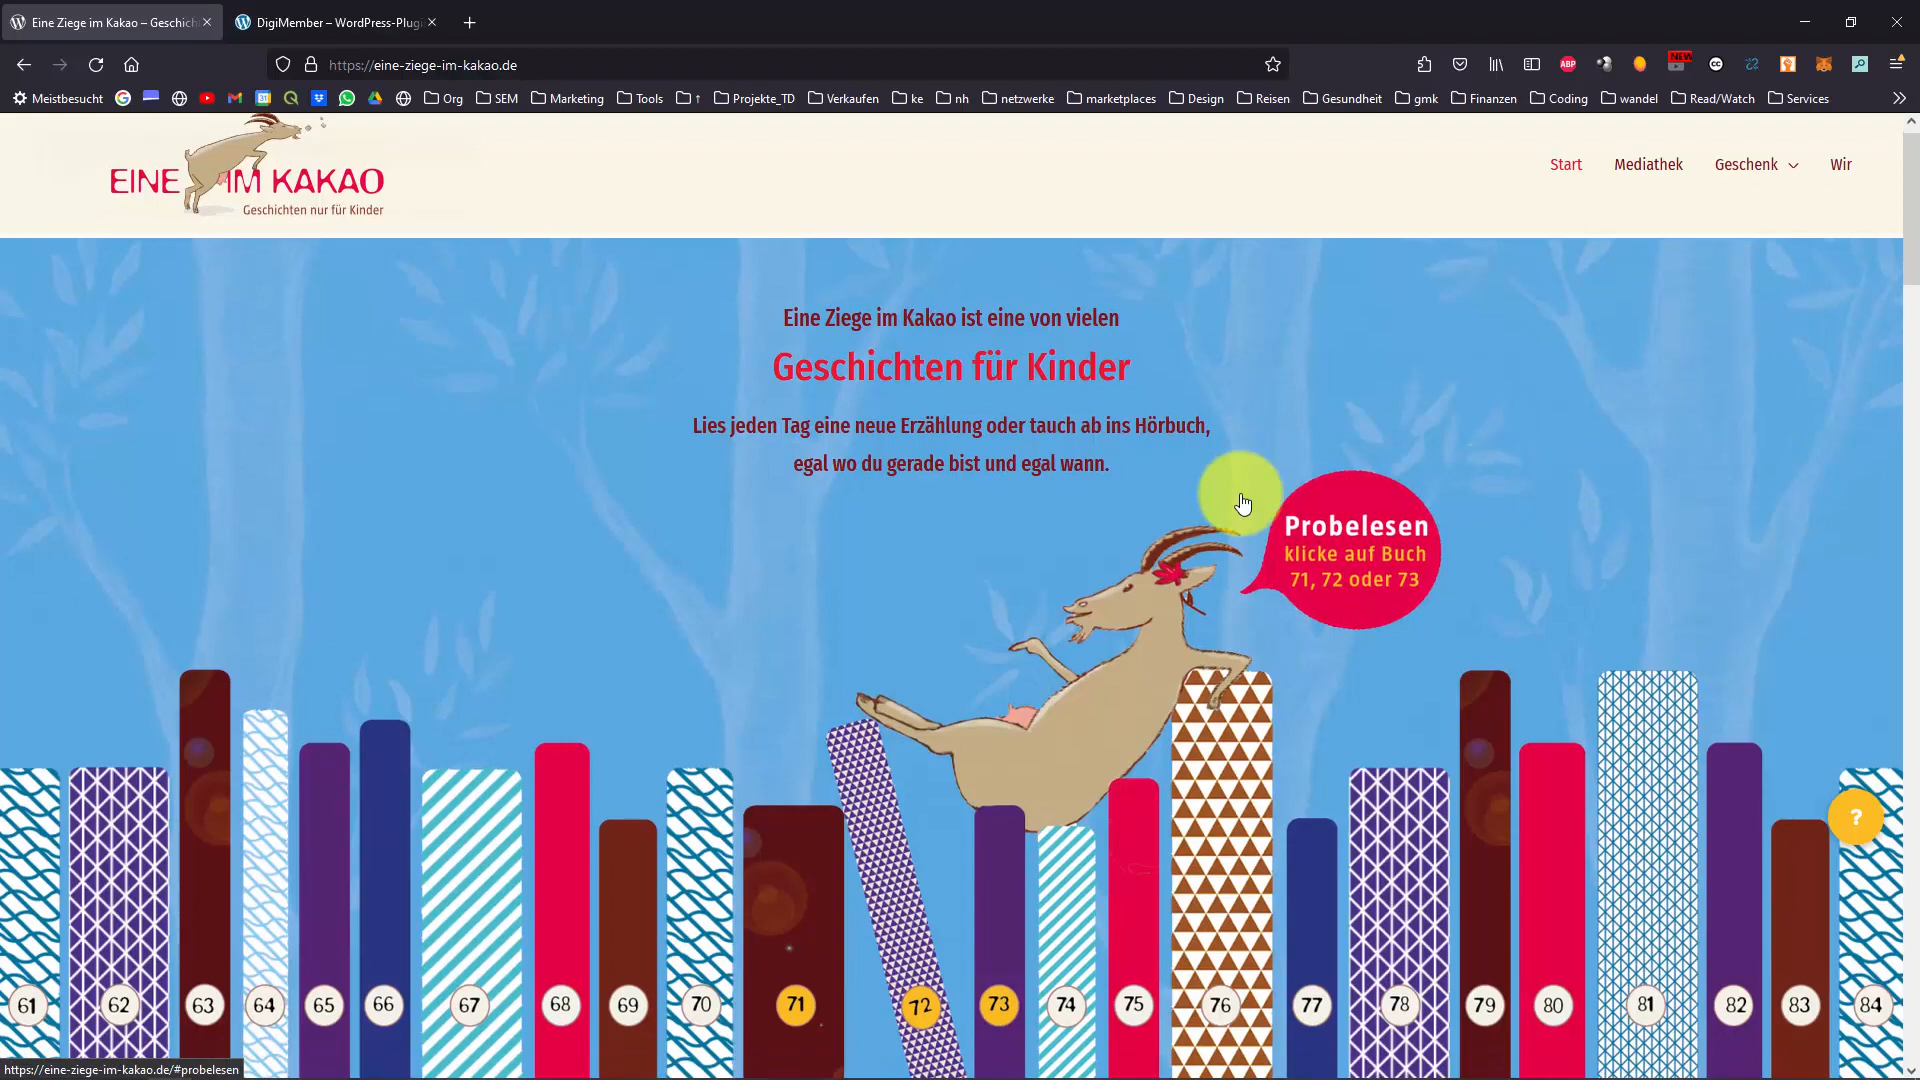 Eine Ziege im Kakao – Geschich
DigiMember – WordPress-Plugi
https://eine-ziege-im-kakao.de
ABP
NEW
CC
Meistbesucht
Org
SEM
Marketing
Tools
↑
Projekte_TD
Verkaufen
ke
nh
netzwerke
marketplaces
Design
Reisen
Gesundheit
gmk
Finanzen
Coding
wandel
Read/Watch
Services
EINE IM KAKAO
Geschichten nur für Kinder
Start
Mediathek
Geschenk
Wir
Eine Ziege im Kakao ist eine von vielen
Geschichten für Kinder
Lies jeden Tag eine neue Erzählung oder tauch ab ins Hörbuch,
egal wo du gerade bist und egal wann.
Probelesen
klicke auf Buch
71, 72 oder 73
?
61 62 63 64 65 66 67 68 69 70 71 72 73 74 75 76 77 78 79 80 81 82 83 84
https://eine-ziege-im-kakao.de/#probelesen